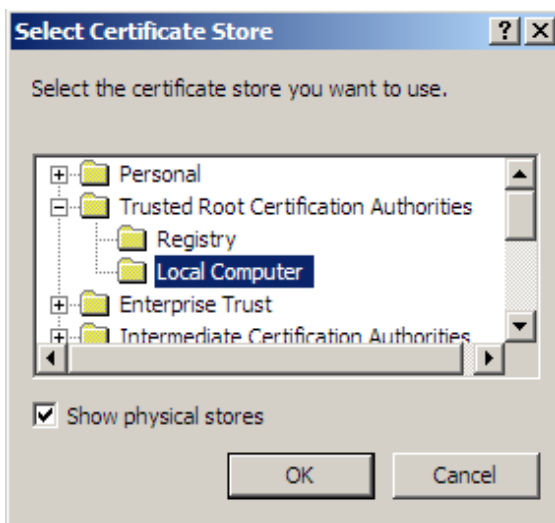 Select Certificate Store
Select the certificate store you want to use.
Personal
Trusted Root Certification Authorities
Registry
Local Computer
Enterprise Trust
Intermediate Certification Authorities
Show physical stores
OK Cancel